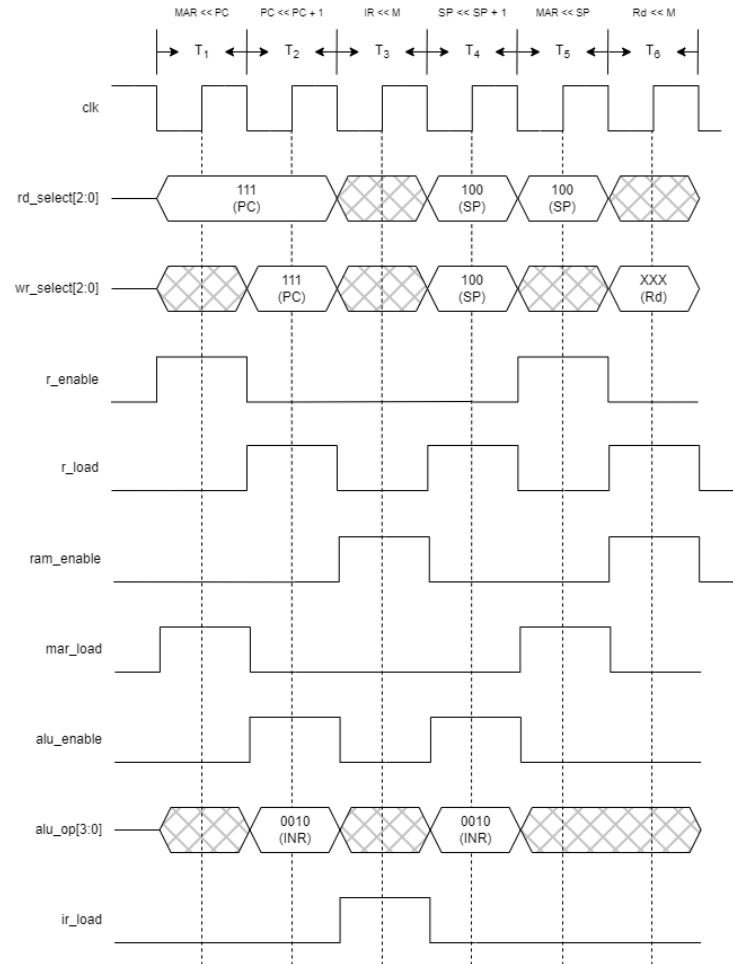 MAR << PC PC << PC + 1 IR << M SP << SP + 1 MAR << SP Rd << M
T1 T2 T3 T4 T5 T6
clk
rd_select[2:0] 111 100 100
(PC) (SP) (SP)
wr_select[2:0] 111 100 XXX
(PC) (SP) (Rd)
r_enable
r_load
ram_enable
mar_load
alu_enable
alu_op[3:0] 0010 0010
(INR) (INR)
ir_load